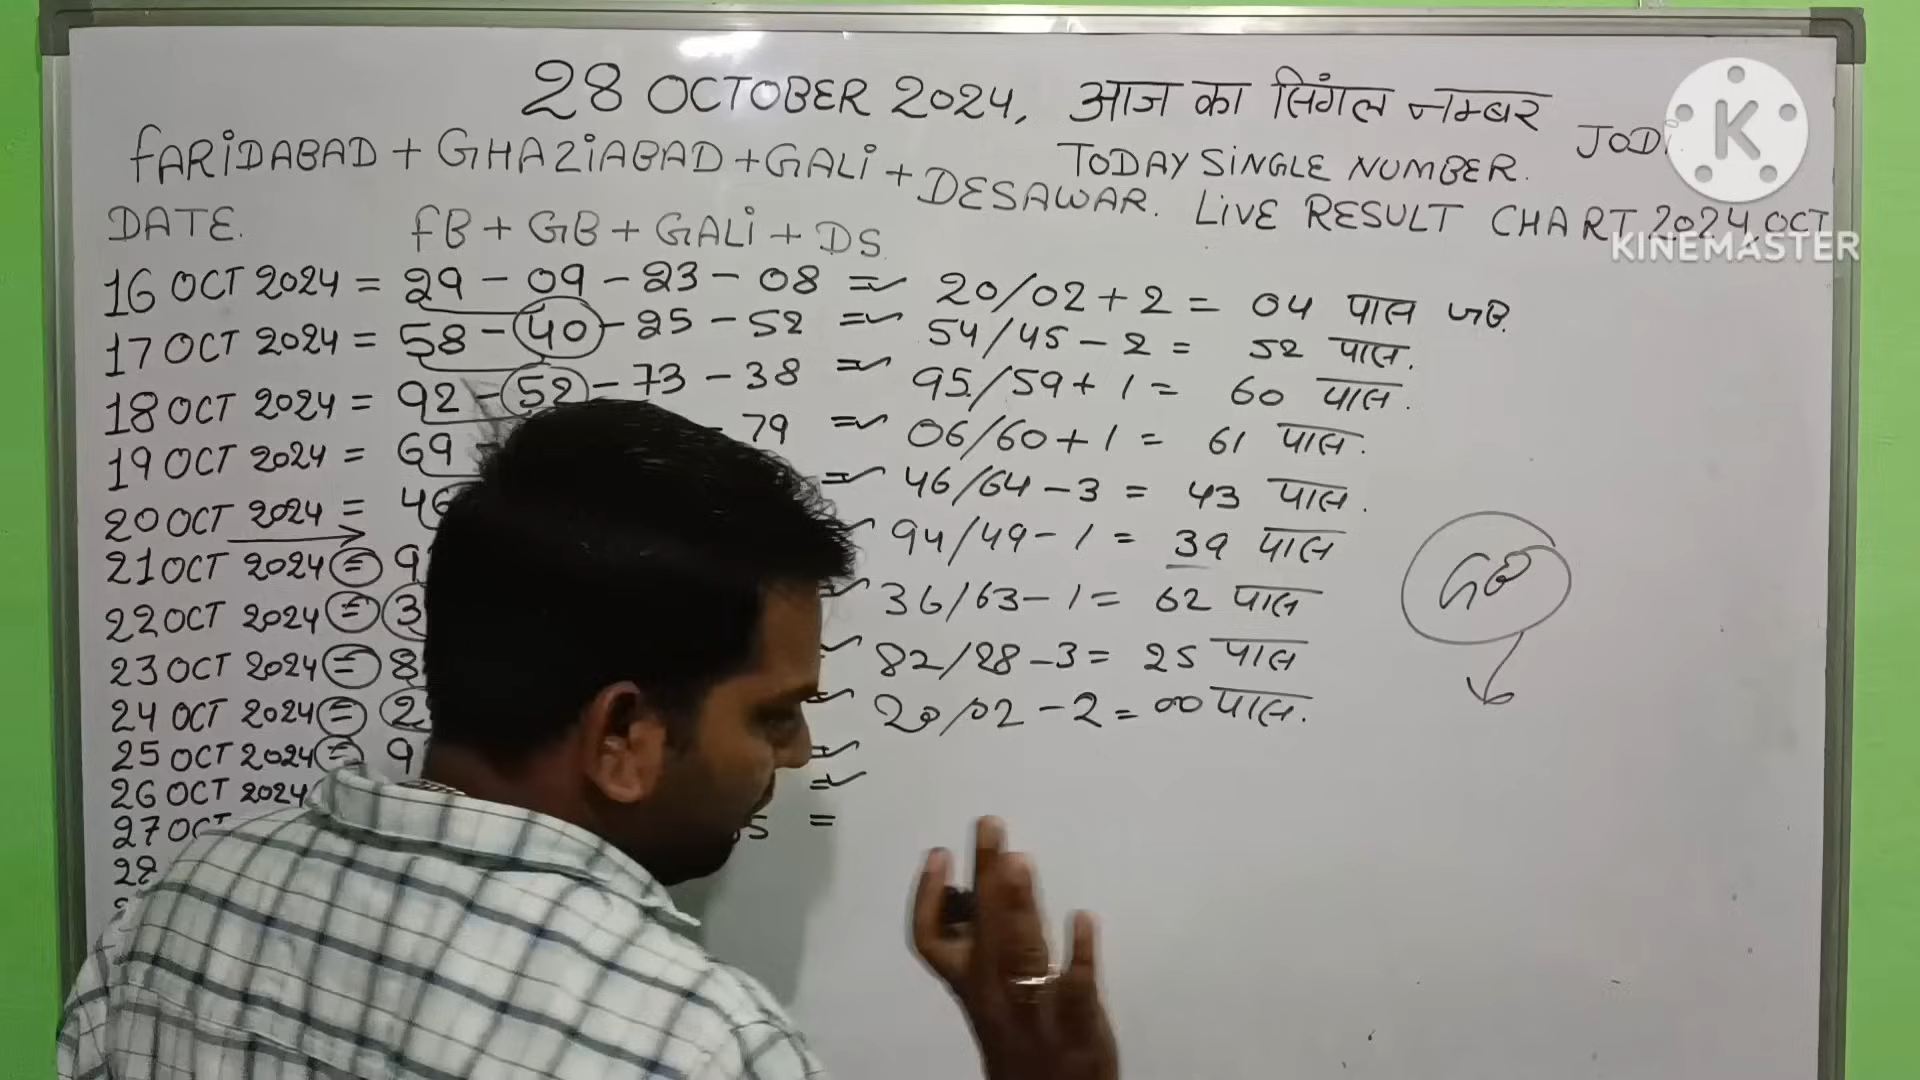 28 OCTOBER 2024, आज का सिंगल नम्बर
FARIDABAD + GHAZIABAD + GALI + DESAWAR.
TODAY SINGLE NUMBER. JODI
LIVE RESULT CHART 2024, OCT
K
KINEMASTER
DATE. FB + GB + GALI + DS
16 OCT 2024 = 29 - 09 - 23 - 08 = 20/02 + 2 = 04 पास GB.
17 OCT 2024 = 58 - 40 - 25 - 52 = 54/45 - 2 = 52 पास.
18 OCT 2024 = 92 - 52 - 73 - 38 = 95/59 + 1 = 60 पास.
19 OCT 2024 = 69 - - 79 = 06/60 + 1 = 61 पास.
20 OCT 2024 = 46 = 46/64 - 3 = 43 पास.
21 OCT 2024 = 9 94/49 - 1 = 39 पास
22 OCT 2024 = 3 = 36/63 - 1 = 62 पास
23 OCT 2024 = 8 82/28 - 3 = 25 पास
24 OCT 2024 = 2 = 20/02 - 2 = 00 पास.
25 OCT 2024 = 9 =
26 OCT 2024 =
27 OCT 5 =
28
GB